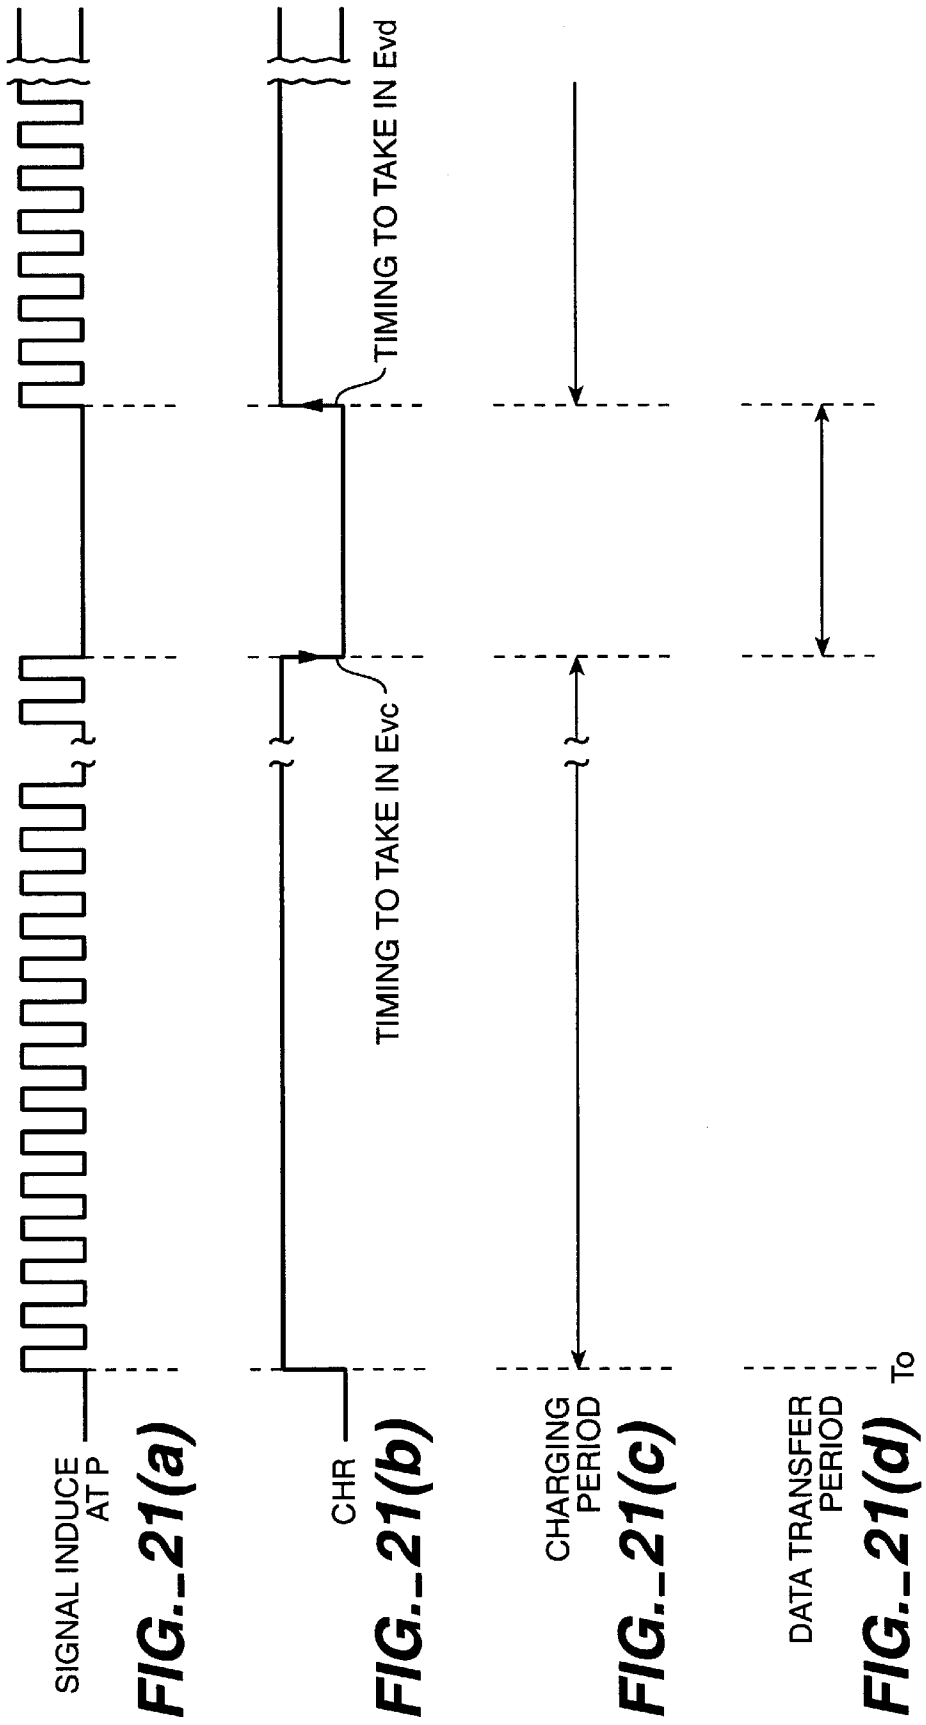 SIGNAL INDUCE
AT P
FIG._21(a)
CHR
TIMING TO TAKE IN Evc
TIMING TO TAKE IN Evd
FIG._21(b)
CHARGING
PERIOD
FIG._21(c)
DATA TRANSFER
PERIOD
To
FIG._21(d)